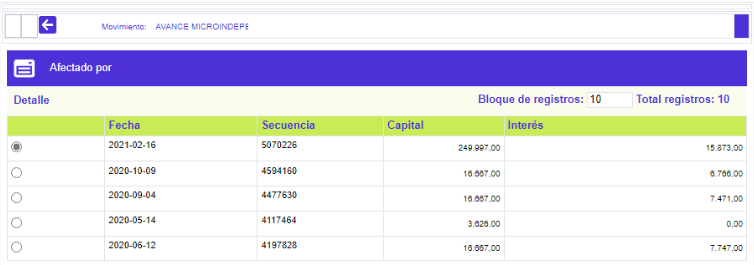 Movimiento: AVANCE MICROINDEPE
Afectado por
Detalle Bloque de registros: 10 Total registros: 10
Fecha Secuencia Capital Interés
2021-02-16 5070226 249.997,00 15.873,00
2020-10-09 4594160 16.667,00 6.766,00
2020-09-04 4477630 16.667,00 7.471,00
2020-05-14 4117464 3.626,00 0,00
2020-06-12 4197828 16.667,00 7.747,00